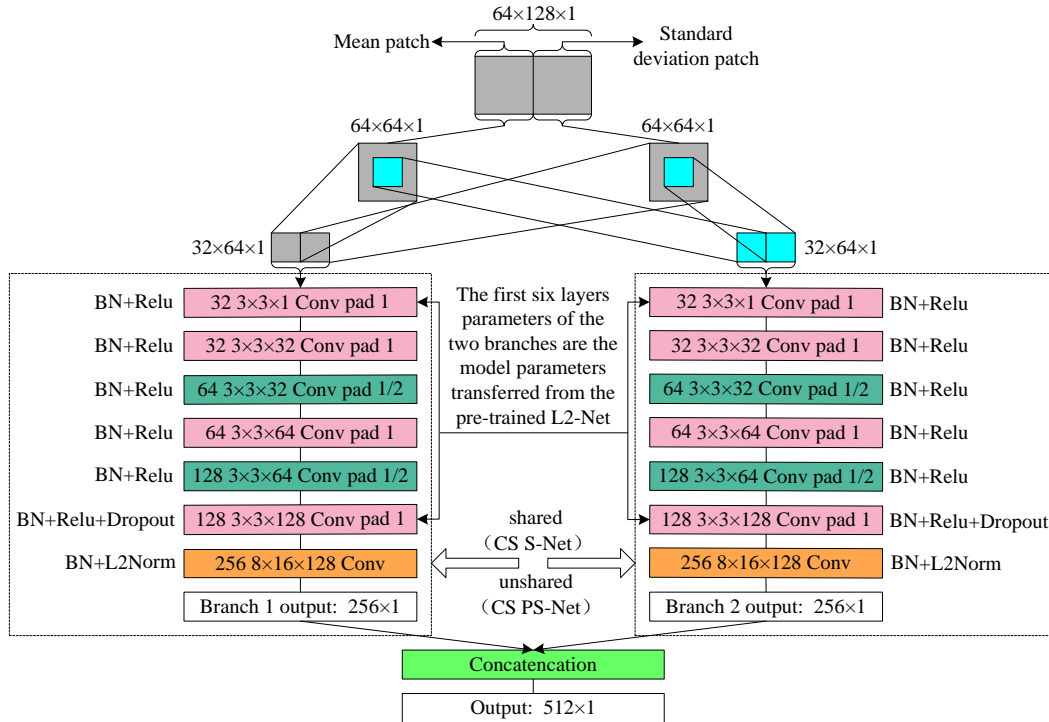 64×128×1
Mean patch
Standard
deviation patch
64×64×1
64×64×1
32×64×1
32×64×1
BN+Relu
32 3×3×1 Conv pad 1
BN+Relu
32 3×3×32 Conv pad 1
BN+Relu
64 3×3×32 Conv pad 1/2
BN+Relu
64 3×3×64 Conv pad 1
BN+Relu
128 3×3×64 Conv pad 1/2
BN+Relu+Dropout
128 3×3×128 Conv pad 1
BN+L2Norm
256 8×16×128 Conv
Branch 1 output: 256×1
The first six layers
parameters of the
two branches are the
model parameters
transferred from the
pre-trained L2-Net
shared
（CS S-Net）
unshared
（CS PS-Net）
32 3×3×1 Conv pad 1
BN+Relu
32 3×3×32 Conv pad 1
BN+Relu
64 3×3×32 Conv pad 1/2
BN+Relu
64 3×3×64 Conv pad 1
BN+Relu
128 3×3×64 Conv pad 1/2
BN+Relu
128 3×3×128 Conv pad 1
BN+Relu+Dropout
256 8×16×128 Conv
BN+L2Norm
Branch 2 output: 256×1
Concatencation
Output: 512×1